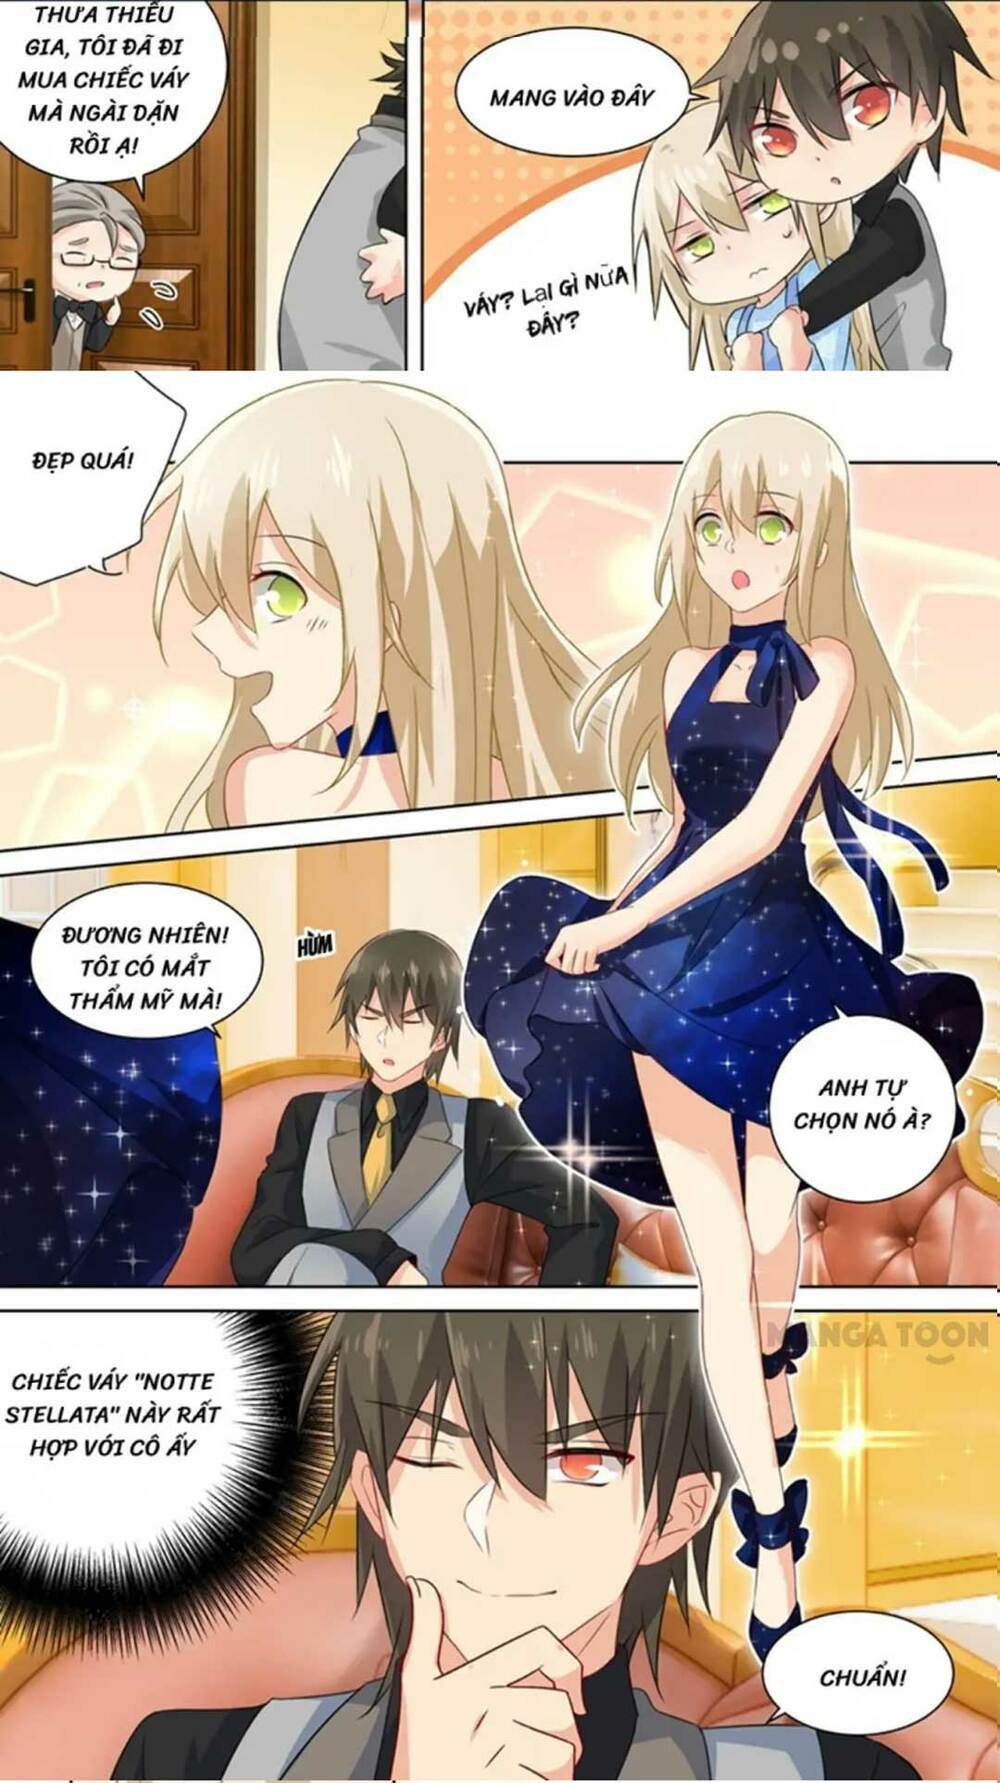 THƯA THIẾU
GIA, TÔI ĐÃ ĐI
MUA CHIẾC VÁY
MÀ NGÀI DẶN
RỒI Ạ!
MANG VÀO ĐÂY
VÁY? LẠI GÌ NỮA
ĐÂY?
ĐẸP QUÁ!
ĐƯƠNG NHIÊN!
TÔI CÓ MẮT
THẨM MỸ MÀ!
HỪM
ANH TỰ
CHỌN NÓ À?
MANGA TOON
CHIẾC VÁY "NOTTE
STELLATA" NÀY RẤT
HỢP VỚI CÔ ẤY
CHUẨN!